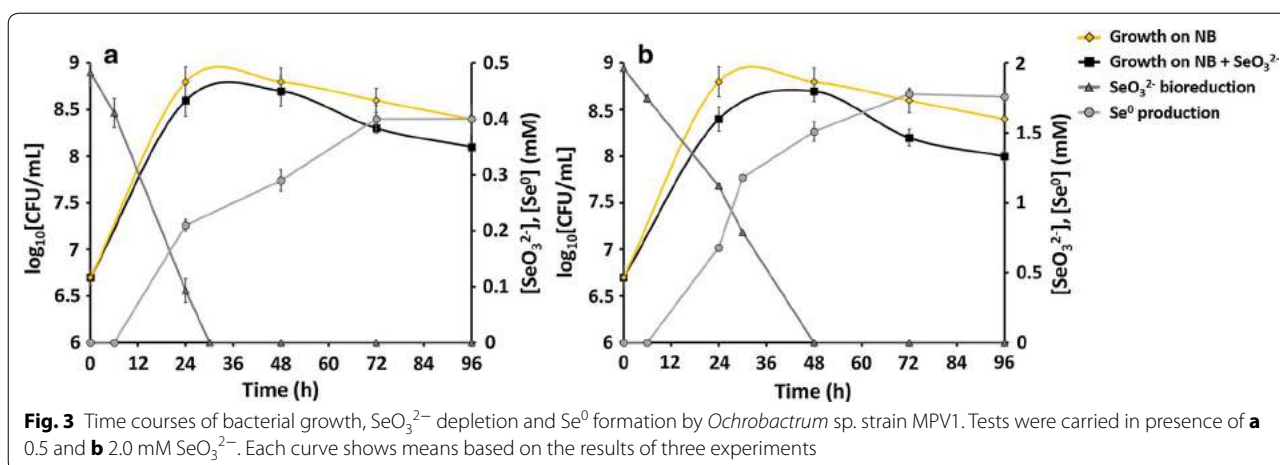 a
b
9
8.5
8
7.5
7
6.5
6
log₁₀[CFU/mL]
0 12 24 36 48 60 72 84 96
Time (h)
0.5
0.4
0.3
0.2
0.1
0
[SeO₃²⁻], [Se⁰] (mM)
9
8.5
8
7.5
7
6.5
6
log₁₀[CFU/mL]
0 12 24 36 48 60 72 84 96
Time (h)
2
1.5
1
0.5
0
[SeO₃²⁻], [Se⁰] (mM)
Growth on NB
Growth on NB + SeO₃²⁻
SeO₃²⁻ bioreduction
Se⁰ production
Fig. 3 Time courses of bacterial growth, SeO₃²⁻ depletion and Se⁰ formation by Ochrobactrum sp. strain MPV1. Tests were carried in presence of a
0.5 and b 2.0 mM SeO₃²⁻. Each curve shows means based on the results of three experiments